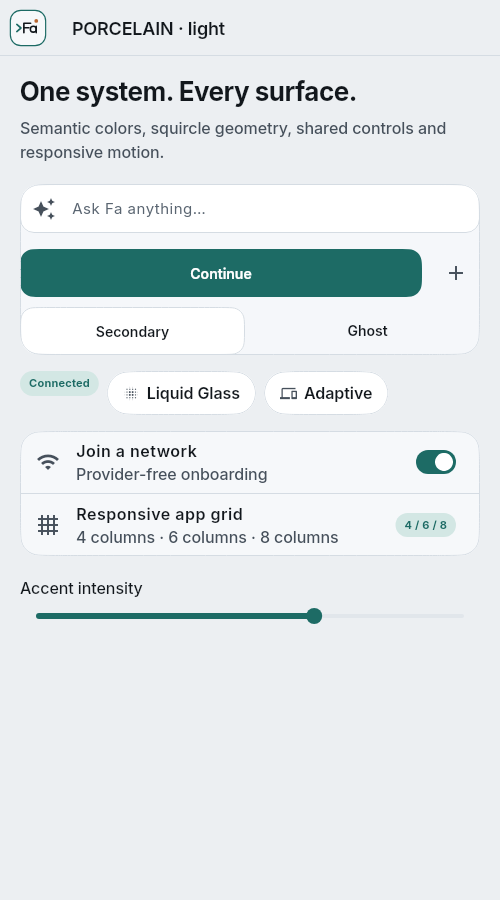 >Fa
PORCELAIN · light
One system. Every surface.
Semantic colors, squircle geometry, shared controls and
responsive motion.
Ask Fa anything...
Continue
Secondary
Ghost
Connected
Liquid Glass
Adaptive
Join a network
Provider-free onboarding
Responsive app grid
4 columns · 6 columns · 8 columns
4 / 6 / 8
Accent intensity